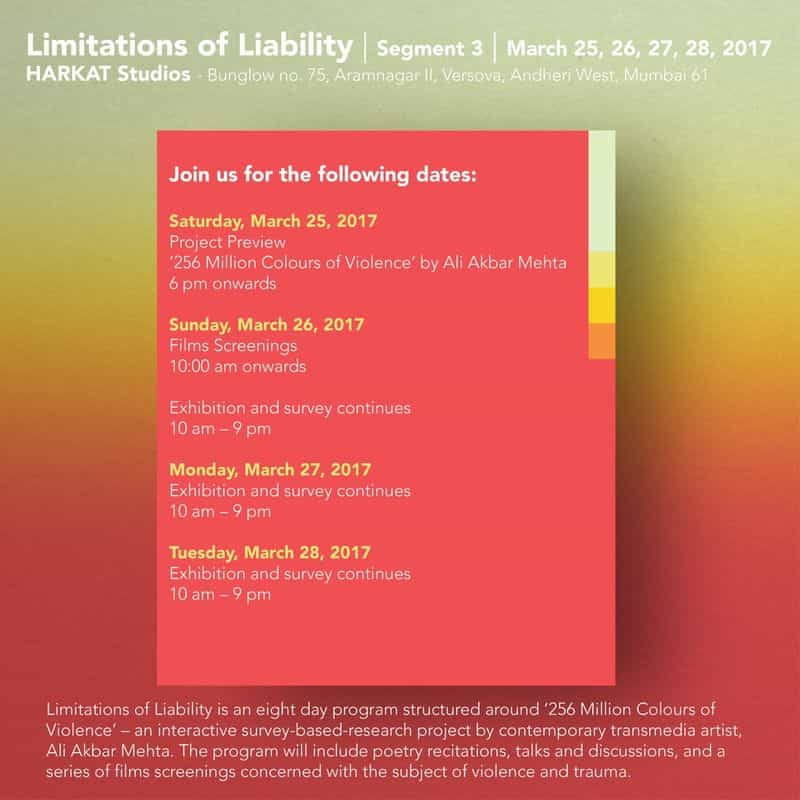 Limitations of Liability | Segment 3 | March 25, 26, 27, 28, 2017
HARKAT Studios - Bunglow no. 75, Aramnagar II, Versova, Andheri West, Mumbai 61
Join us for the following dates:
Saturday, March 25, 2017
Project Preview
‘256 Million Colours of Violence’ by Ali Akbar Mehta
6 pm onwards
Sunday, March 26, 2017
Films Screenings
10:00 am onwards
Exhibition and survey continues
10 am – 9 pm
Monday, March 27, 2017
Exhibition and survey continues
10 am – 9 pm
Tuesday, March 28, 2017
Exhibition and survey continues
10 am – 9 pm
Limitations of Liability is an eight day program structured around ‘256 Million Colours of
Violence’ – an interactive survey-based-research project by contemporary transmedia artist,
Ali Akbar Mehta. The program will include poetry recitations, talks and discussions, and a
series of films screenings concerned with the subject of violence and trauma.